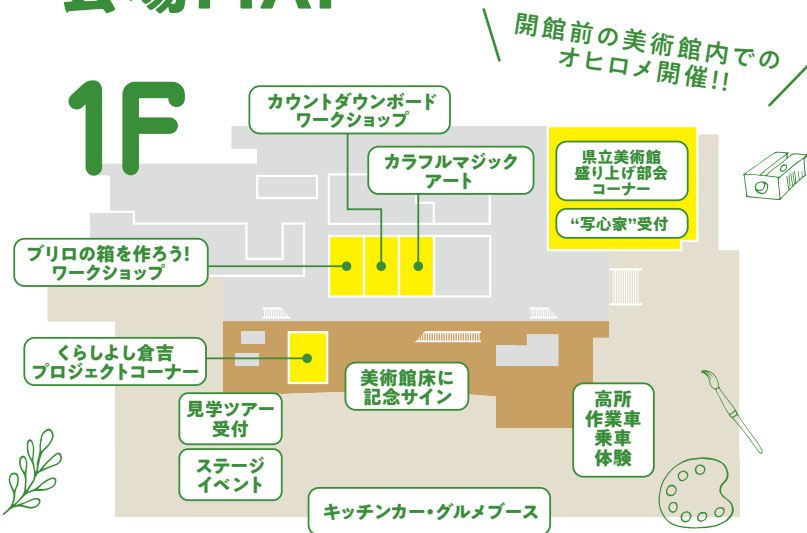 会場MAP
開館前の美術館内での
オヒロメ開催!!
1F
カウントダウンボード
ワークショップ
カラフルマジック
アート
県立美術館
盛り上げ部会
コーナー
“写心家”受付
ブリロの箱を作ろう!
ワークショップ
くらしよし倉吉
プロジェクトコーナー
美術館床に
記念サイン
見学ツアー
受付
高所
作業車
乗車
体験
ステージ
イベント
キッチンカー・グルメブース